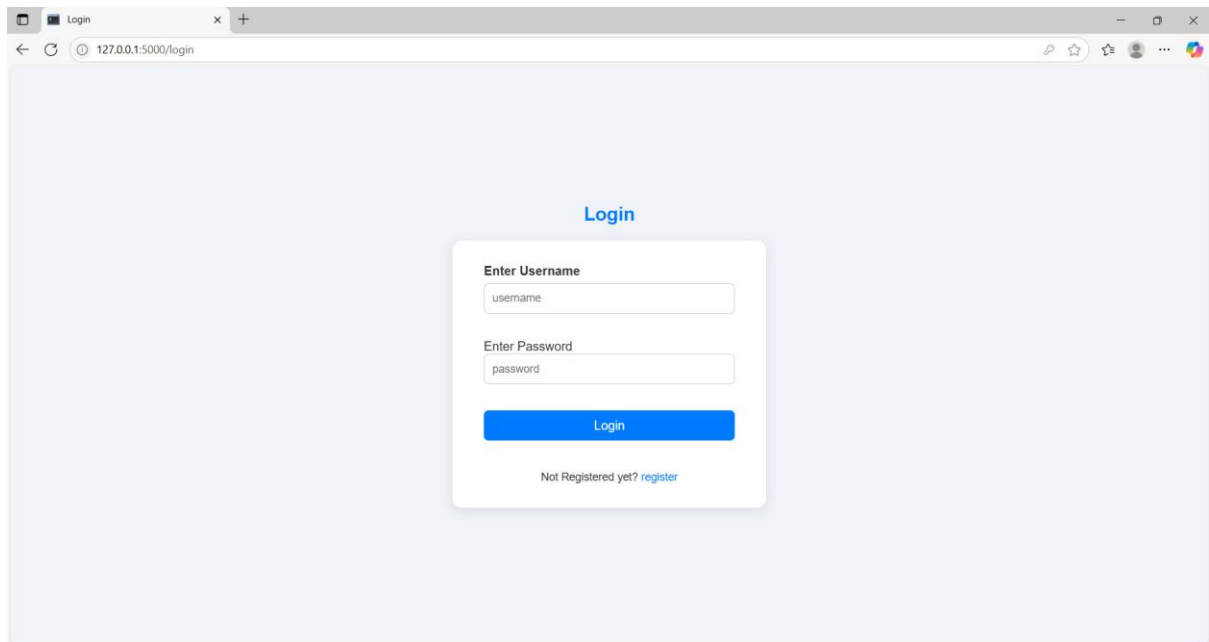 Login
127.0.0.1:5000/login
Login
Enter Username
username
Enter Password
password
Login
Not Registered yet? register